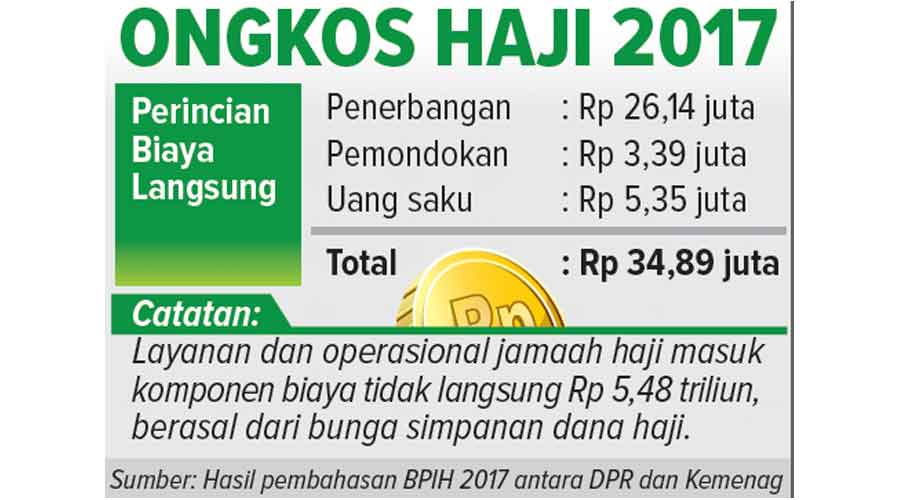 ONGKOS HAJI 2017
Perincian
Biaya
Langsung
Penerbangan : Rp 26,14 juta
Pemondokan : Rp 3,39 juta
Uang saku : Rp 5,35 juta
Total : Rp 34,89 juta
Rp
Catatan:
Layanan dan operasional jamaah haji masuk
komponen biaya tidak langsung Rp 5,48 triliun,
berasal dari bunga simpanan dana haji.
Sumber: Hasil pembahasan BPIH 2017 antara DPR dan Kemenag